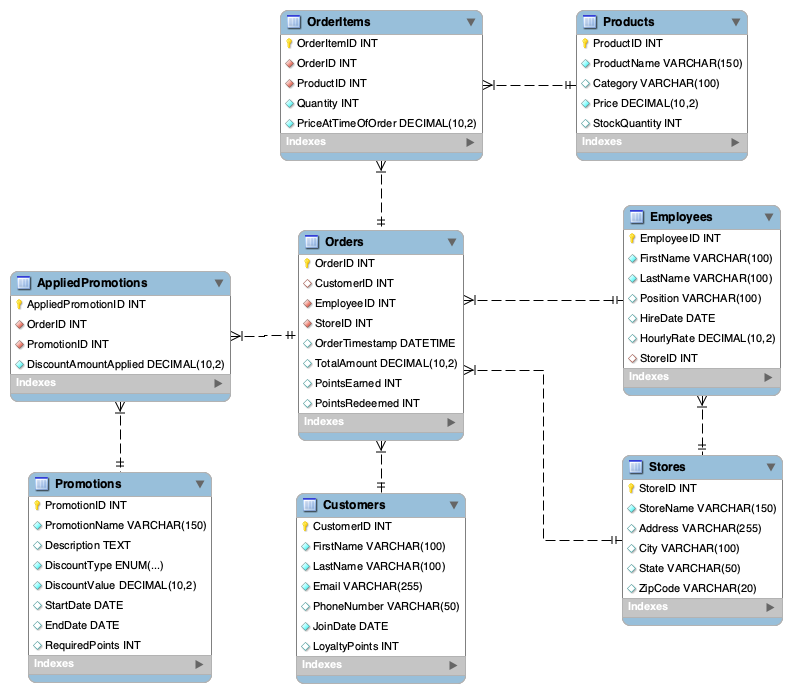 OrderItems
OrderItemID INT
OrderID INT
ProductID INT
Quantity INT
PriceAtTimeOfOrder DECIMAL(10,2)
Indexes
Products
ProductID INT
ProductName VARCHAR(150)
Category VARCHAR(100)
Price DECIMAL(10,2)
StockQuantity INT
Indexes
Orders
OrderID INT
CustomerID INT
EmployeeID INT
StoreID INT
OrderTimestamp DATETIME
TotalAmount DECIMAL(10,2)
PointsEarned INT
PointsRedeemed INT
Indexes
Employees
EmployeeID INT
FirstName VARCHAR(100)
LastName VARCHAR(100)
Position VARCHAR(100)
HireDate DATE
HourlyRate DECIMAL(10,2)
StoreID INT
Indexes
AppliedPromotions
AppliedPromotionID INT
OrderID INT
PromotionID INT
DiscountAmountApplied DECIMAL(10,2)
Indexes
Promotions
PromotionID INT
PromotionName VARCHAR(150)
Description TEXT
DiscountType ENUM(...)
DiscountValue DECIMAL(10,2)
StartDate DATE
EndDate DATE
RequiredPoints INT
Indexes
Customers
CustomerID INT
FirstName VARCHAR(100)
LastName VARCHAR(100)
Email VARCHAR(255)
PhoneNumber VARCHAR(50)
JoinDate DATE
LoyaltyPoints INT
Indexes
Stores
StoreID INT
StoreName VARCHAR(150)
Address VARCHAR(255)
City VARCHAR(100)
State VARCHAR(50)
ZipCode VARCHAR(20)
Indexes